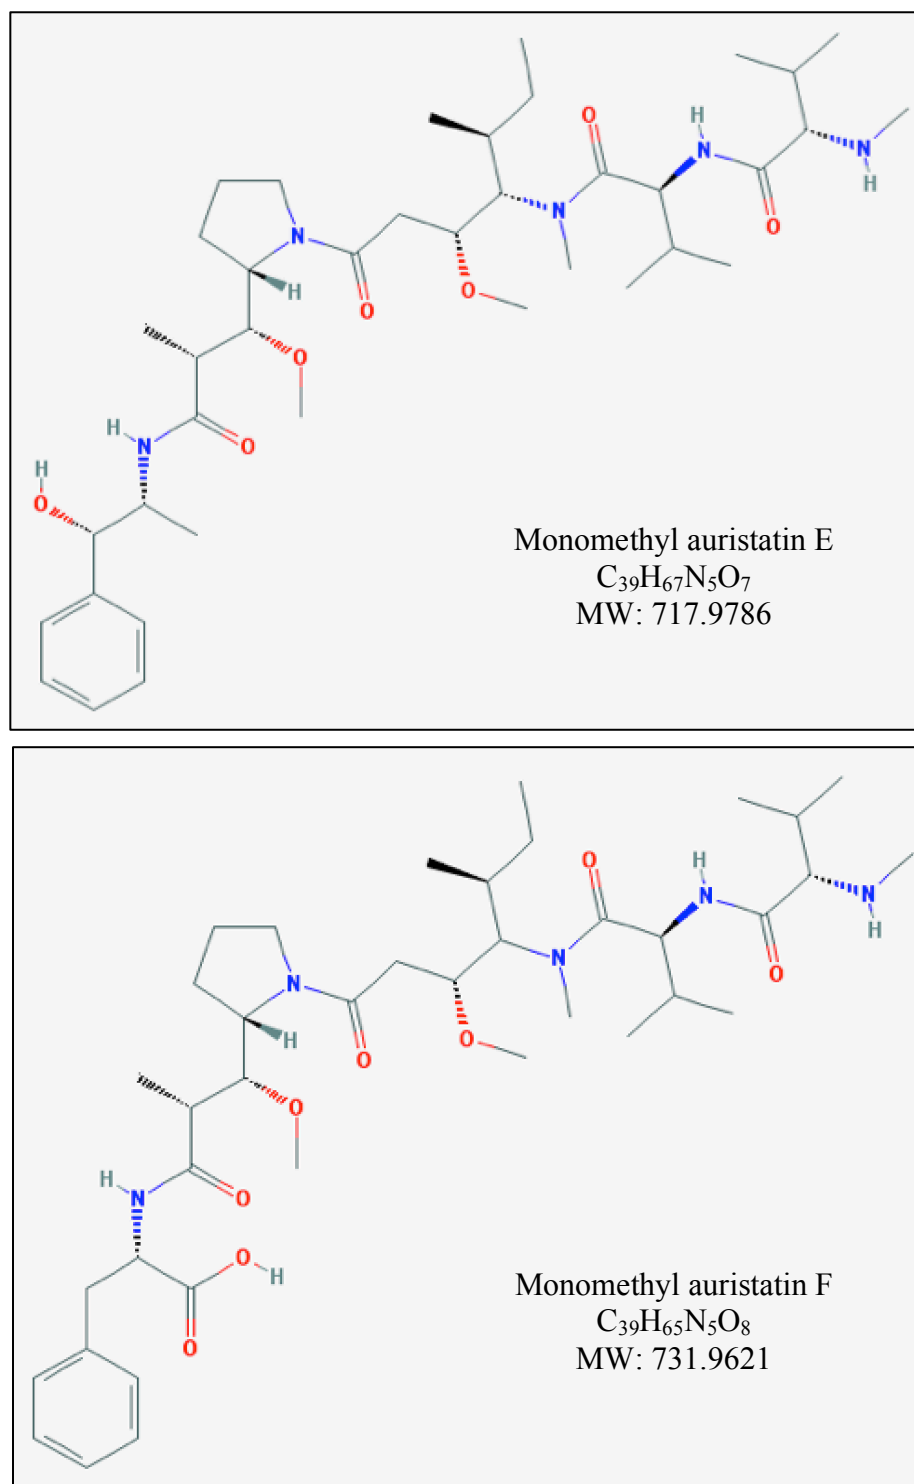 O
H
N
H
N
O
N
H
N
O
O
H
O
H
N
O
H
O
Monomethyl auristatin E
C₃₉H₆₇N₅O₇
MW: 717.9786
O
H
N
H
N
O
N
H
N
O
O
H
O
H
N
O
O
H
O
Monomethyl auristatin F
C₃₉H₆₅N₅O₈
MW: 731.9621